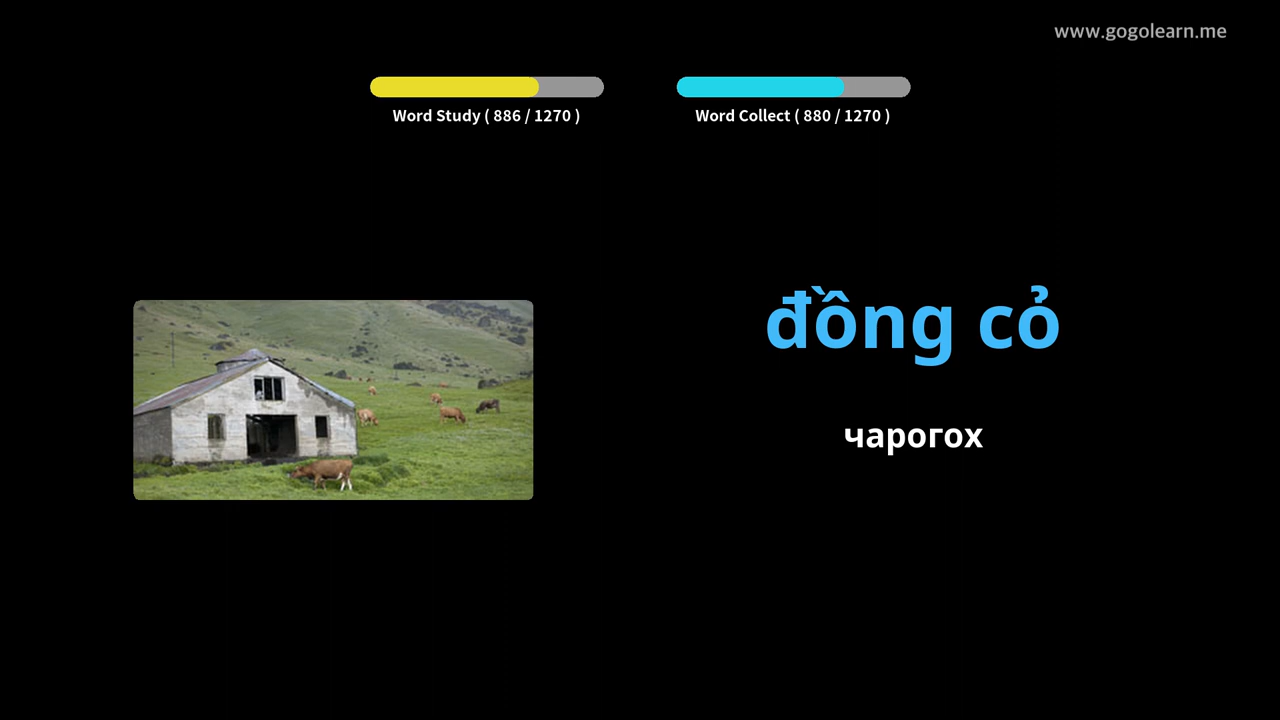 www.gogolearn.me
Word Study ( 886 / 1270 )
Word Collect ( 880 / 1270 )
đồng cỏ
чарогох